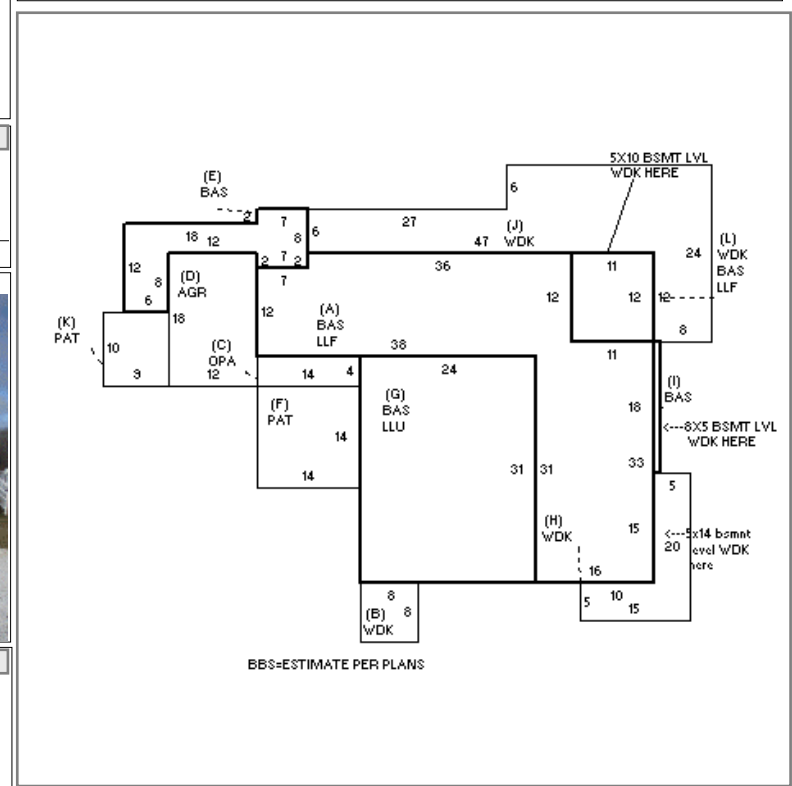 5X10 BSMT LVL
WDK HERE
(E)
BAS
6
2
7
27
(J)
WDK
18
12
8
6
47
(L)
WDK
BAS
LLF
24
7
2
2
36
11
12
8
6
(D)
AGR
7
12
12
12
12
(K)
PAT
18
(A)
BAS
LLF
8
10
(C)
OPA
38
11
9
12
14
4
24
(I)
BAS
(F)
PAT
(G)
BAS
LLU
18
<---8X5 BSMT LVL
WDK HERE
14
31
31
33
14
5
(H)
WDK
15
<---5x14 bsmnt
evel WDK
here
20
16
8
8
5
10
15
(B)
WDK
BBS=ESTIMATE PER PLANS